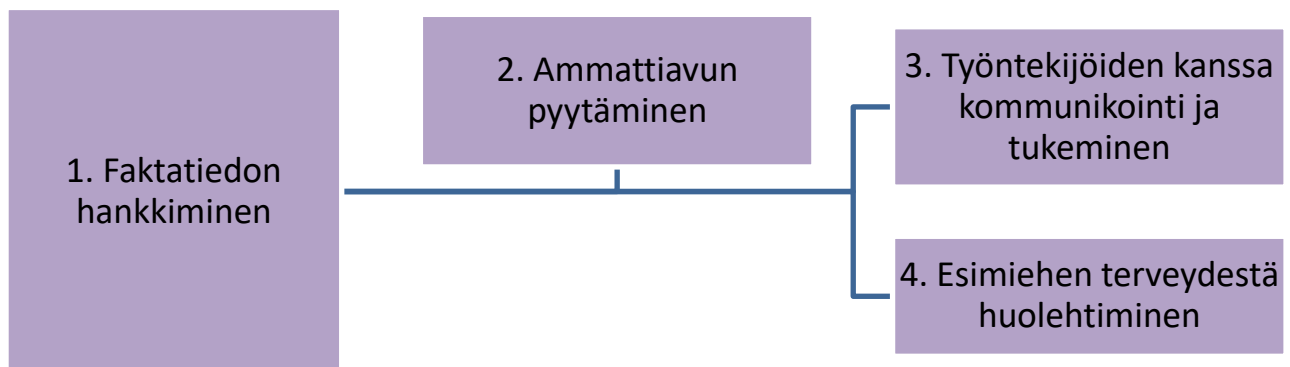 1. Faktatiedon
hankkiminen
2. Ammattiavun
pyytäminen
3. Työntekijöiden kanssa
kommunikointi ja
tukeminen
4. Esimiehen terveydestä
huolehtiminen